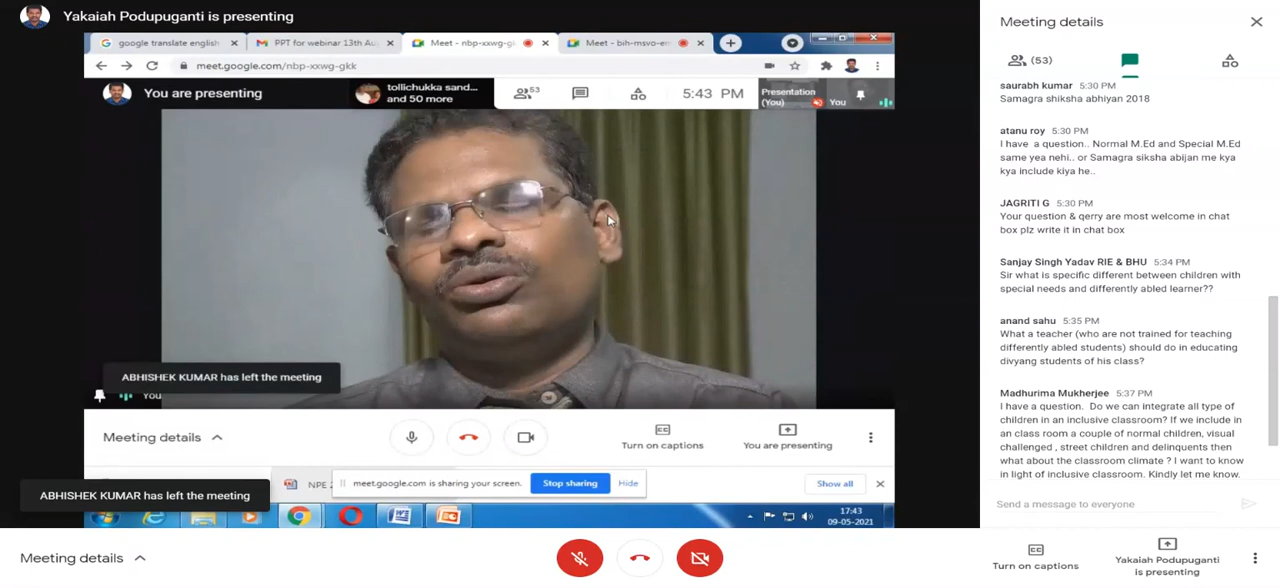 Yakaiah Podupuganti is presenting
google translate english
PPT for webinar 13th Au
Meet - nbp-xxwg-g
Meet - bih-msvo-en
meet.google.com/nbp-xxwg-gkk
You are presenting
tollichukka sand...
and 50 more
53
5:43 PM
Presentation
(You)
You
ABHISHEK KUMAR has left the meeting
You
Meeting details
Turn on captions
You are presenting
NPE 2
meet.google.com is sharing your screen.
Stop sharing
Hide
Show all
ABHISHEK KUMAR has left the meeting
17:43
09-05-2021
Meeting details
Meeting details
(53)
saurabh kumar 5:30 PM
Samagra shiksha abhiyan 2018
atanu roy 5:30 PM
I have a question.. Normal M.Ed and Special M.Ed
same yea nehi.. or Samagra siksha abijan me kya
kya include kiya he..
JAGRITI G 5:30 PM
Your question & qerry are most welcome in chat
box plz write it in chat box
Sanjay Singh Yadav RIE & BHU 5:34 PM
Sir what is specific different between children with
special needs and differently abled learner??
anand sahu 5:35 PM
What a teacher (who are not trained for teaching
differently abled students) should do in educating
divyang students of his class?
Madhurima Mukherjee 5:37 PM
I have a question. Do we can integrate all type of
children in an inclusive classroom? If we include in
an class room a couple of normal children, visual
challenged , street children and delinquents then
what about the classroom climate ? I want to know
in light of inclusive classroom. Kindly let me know.
Send a message to everyone
Turn on captions
Yakaiah Podupuganti
is presenting